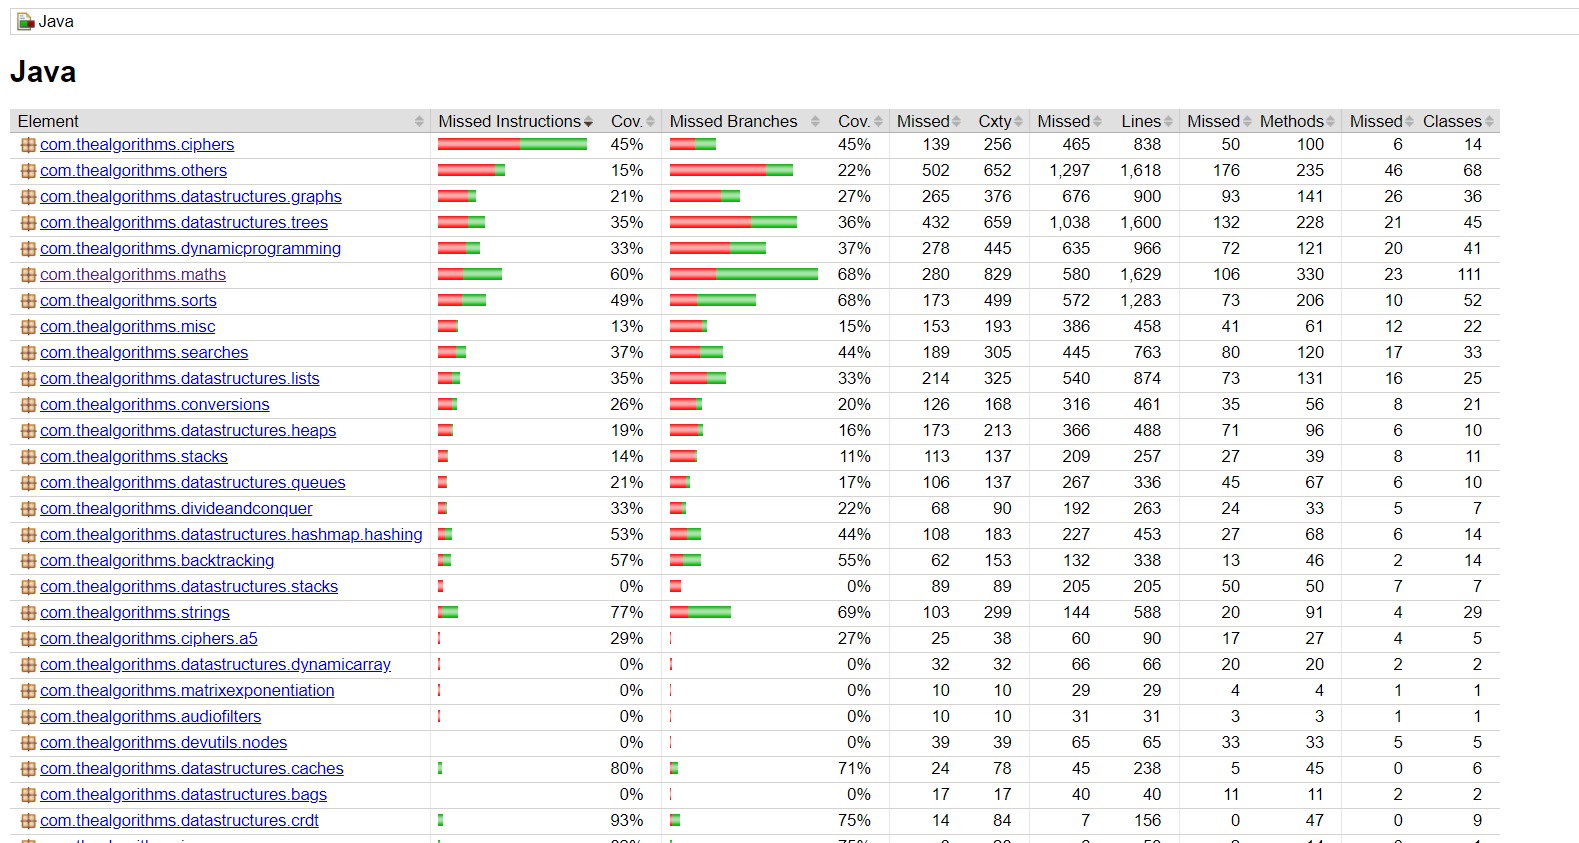 Java
Java
Element Missed Instructions Cov. Missed Branches Cov. Missed Cxty Missed Lines Missed Methods Missed Classes
com.thealgorithms.ciphers 45% 45% 139 256 465 838 50 100 6 14
com.thealgorithms.others 15% 22% 502 652 1,297 1,618 176 235 46 68
com.thealgorithms.datastructures.graphs 21% 27% 265 376 676 900 93 141 26 36
com.thealgorithms.datastructures.trees 35% 36% 432 659 1,038 1,600 132 228 21 45
com.thealgorithms.dynamicprogramming 33% 37% 278 445 635 966 72 121 20 41
com.thealgorithms.maths 60% 68% 280 829 580 1,629 106 330 23 111
com.thealgorithms.sorts 49% 68% 173 499 572 1,283 73 206 10 52
com.thealgorithms.misc 13% 15% 153 193 386 458 41 61 12 22
com.thealgorithms.searches 37% 44% 189 305 445 763 80 120 17 33
com.thealgorithms.datastructures.lists 35% 33% 214 325 540 874 73 131 16 25
com.thealgorithms.conversions 26% 20% 126 168 316 461 35 56 8 21
com.thealgorithms.datastructures.heaps 19% 16% 173 213 366 488 71 96 6 10
com.thealgorithms.stacks 14% 11% 113 137 209 257 27 39 8 11
com.thealgorithms.datastructures.queues 21% 17% 106 137 267 336 45 67 6 10
com.thealgorithms.divideandconquer 33% 22% 68 90 192 263 24 33 5 7
com.thealgorithms.datastructures.hashmap.hashing 53% 44% 108 183 227 453 27 68 6 14
com.thealgorithms.backtracking 57% 55% 62 153 132 338 13 46 2 14
com.thealgorithms.datastructures.stacks 0% 0% 89 89 205 205 50 50 7 7
com.thealgorithms.strings 77% 69% 103 299 144 588 20 91 4 29
com.thealgorithms.ciphers.a5 29% 27% 25 38 60 90 17 27 4 5
com.thealgorithms.datastructures.dynamicarray 0% 0% 32 32 66 66 20 20 2 2
com.thealgorithms.matrixexponentiation 0% 0% 10 10 29 29 4 4 1 1
com.thealgorithms.audiofilters 0% 0% 10 10 31 31 3 3 1 1
com.thealgorithms.devutils.nodes 0% 0% 39 39 65 65 33 33 5 5
com.thealgorithms.datastructures.caches 80% 71% 24 78 45 238 5 45 0 6
com.thealgorithms.datastructures.bags 0% 0% 17 17 40 40 11 11 2 2
com.thealgorithms.datastructures.crdt 93% 75% 14 84 7 156 0 47 0 9